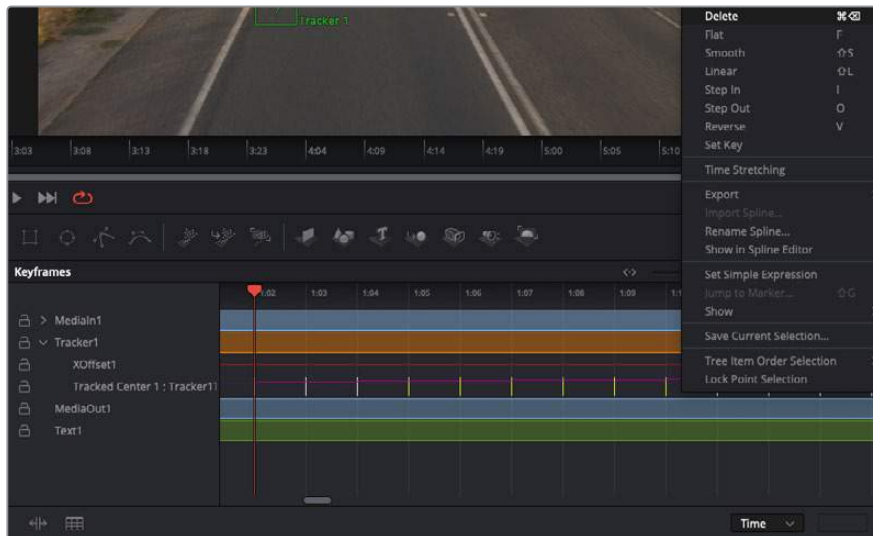 Tracker 1
3:03 3:08 3:13 3:18 3:23 4:04 4:09 4:14 4:19 5:00 5:05 5:10
Delete ⌘⌫
Flat F
Smooth ⇧S
Linear ⇧L
Step In I
Step Out O
Reverse V
Set Key
Time Stretching
Export
Import Spline...
Rename Spline...
Show in Spline Editor
Set Simple Expression
Jump to Marker... ⇧G
Show
Save Current Selection...
Tree Item Order Selection
Lock Point Selection
Keyframes
1:02 1:03 1:04 1:05 1:06 1:07 1:08 1:09
MediaIn1
Tracker1
XOffset1
Tracked Center 1 : Tracker1
MediaOut1
Text1
Time